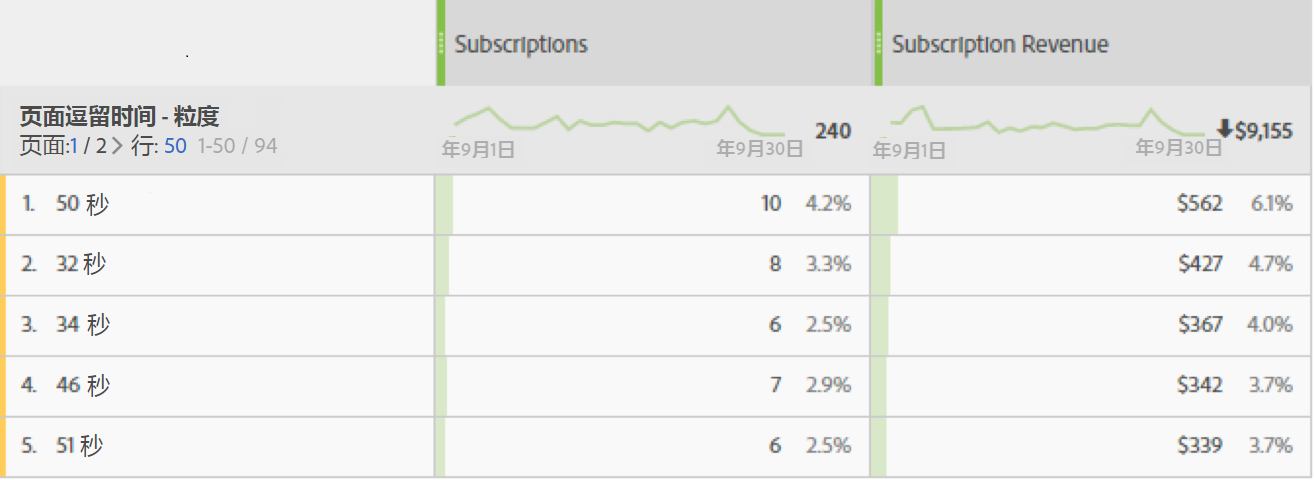 Subscriptions Subscription Revenue
页面逗留时间 - 粒度
页面:1 / 2 > 行: 50 1-50 / 94
年9月1日 年9月30日 240 年9月1日 年9月30日 $9,155
1. 50 秒 10 4.2% $562 6.1%
2. 32 秒 8 3.3% $427 4.7%
3. 34 秒 6 2.5% $367 4.0%
4. 46 秒 7 2.9% $342 3.7%
5. 51 秒 6 2.5% $339 3.7%